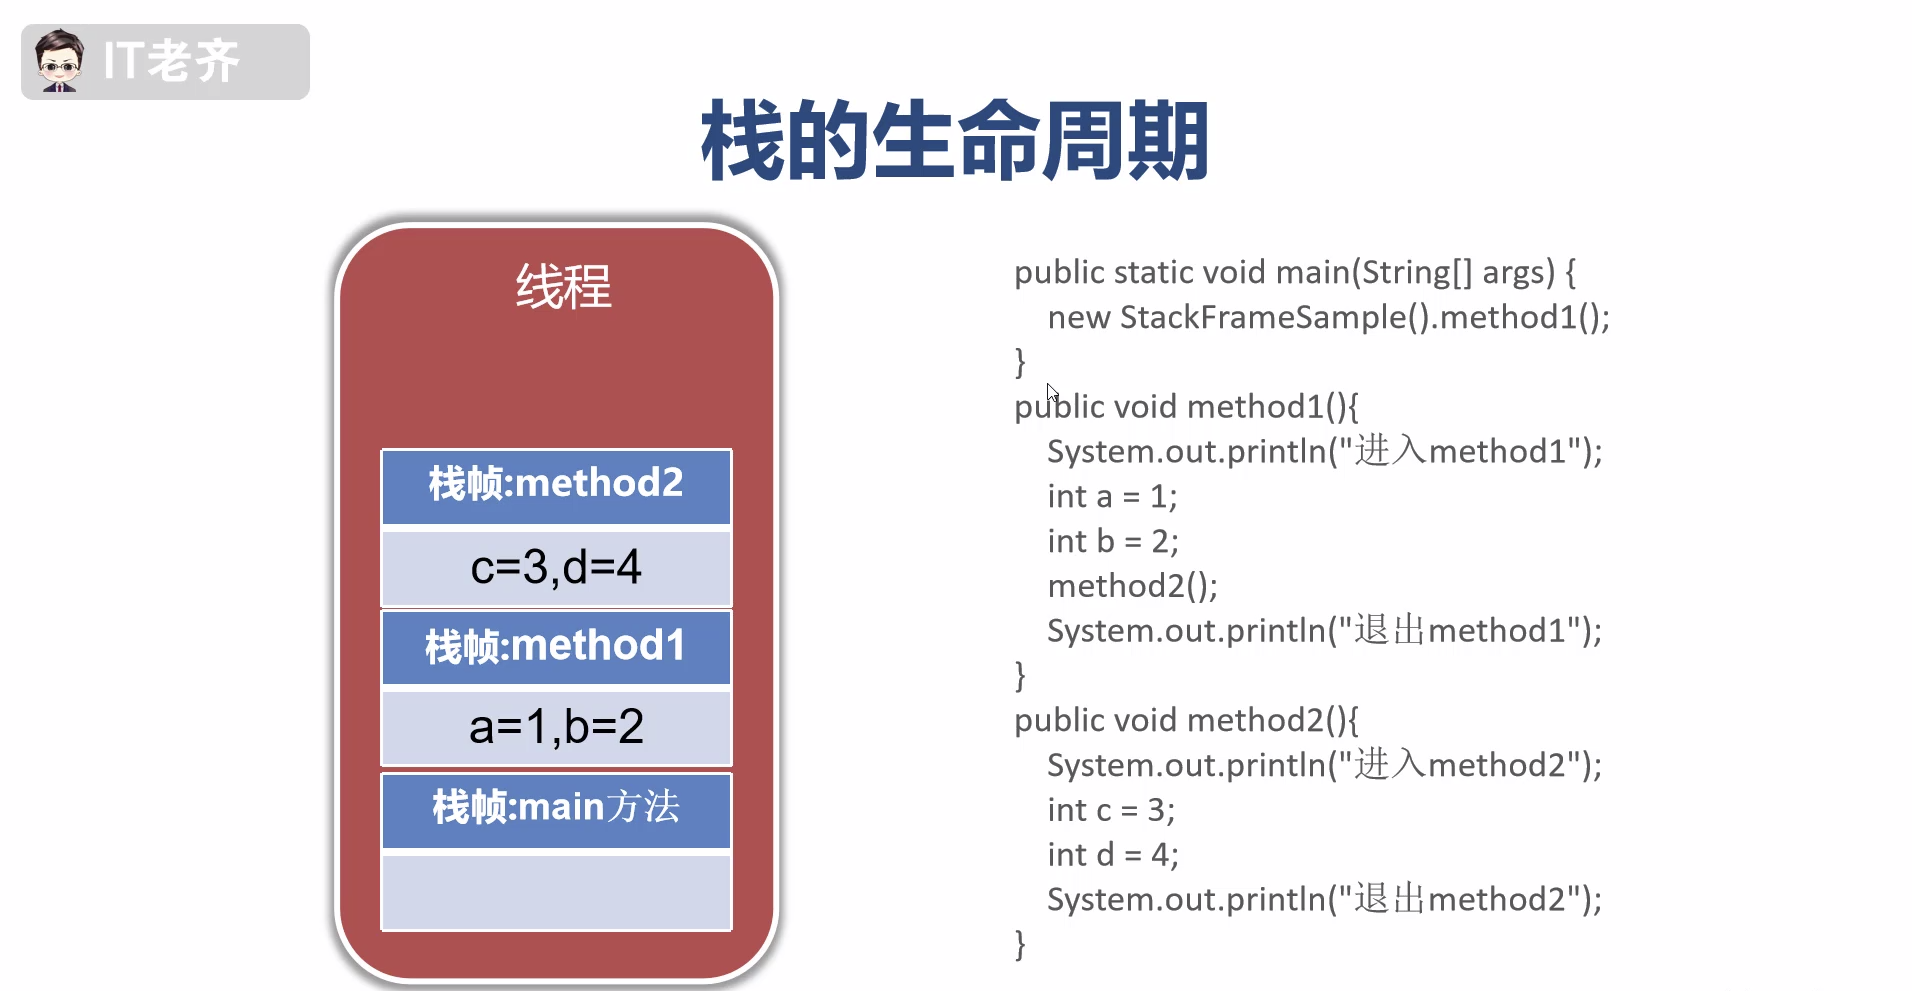 IT老齐
栈的生命周期
线程
栈帧:method2
c=3,d=4
栈帧:method1
a=1,b=2
栈帧:main方法
public static void main(String[] args) {
new StackFrameSample().method1();
}
public void method1(){
System.out.println("进入method1");
int a = 1;
int b = 2;
method2();
System.out.println("退出method1");
}
public void method2(){
System.out.println("进入method2");
int c = 3;
int d = 4;
System.out.println("退出method2");
}